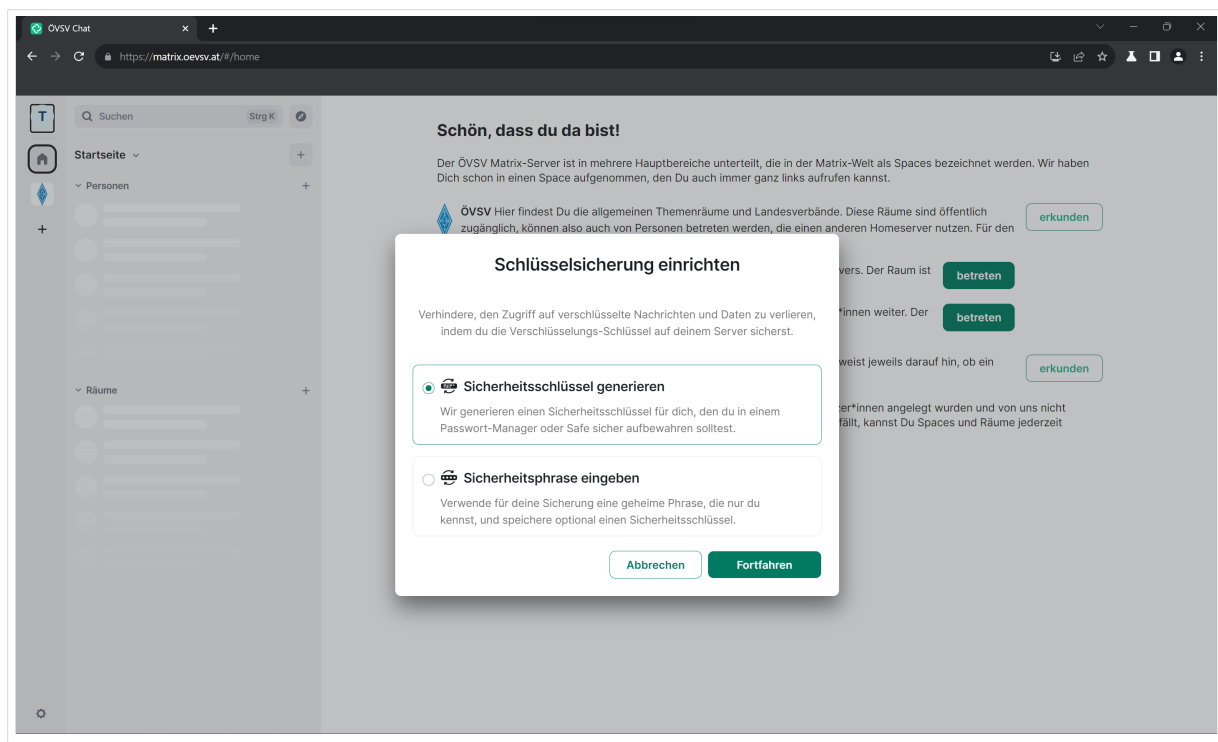 ÖVSV Chat
https://matrix.oevsv.at/#/home
T
Suchen
Strg K
Startseite
Personen
Räume
Schön, dass du da bist!
Der ÖVSV Matrix-Server ist in mehrere Hauptbereiche unterteilt, die in der Matrix-Welt als Spaces bezeichnet werden. Wir haben
Dich schon in einen Space aufgenommen, den Du auch immer ganz links aufrufen kannst.
ÖVSV Hier findest Du die allgemeinen Themenräume und Landesverbände. Diese Räume sind öffentlich
zugänglich, können also auch von Personen betreten werden, die einen anderen Homeserver nutzen. Für den
erkunden
vers. Der Raum ist
betreten
*innen weiter. Der
betreten
weist jeweils darauf hin, ob ein
erkunden
er*innen angelegt wurden und von uns nicht
fällt, kannst Du Spaces und Räume jederzeit
Schlüsselsicherung einrichten
Verhindere, den Zugriff auf verschlüsselte Nachrichten und Daten zu verlieren,
indem du die Verschlüsselungs-Schlüssel auf deinem Server sicherst.
Sicherheitsschlüssel generieren
Wir generieren einen Sicherheitsschlüssel für dich, den du in einem
Passwort-Manager oder Safe sicher aufbewahren solltest.
Sicherheitsphrase eingeben
Verwende für deine Sicherung eine geheime Phrase, die nur du
kennst, und speichere optional einen Sicherheitsschlüssel.
Abbrechen
Fortfahren